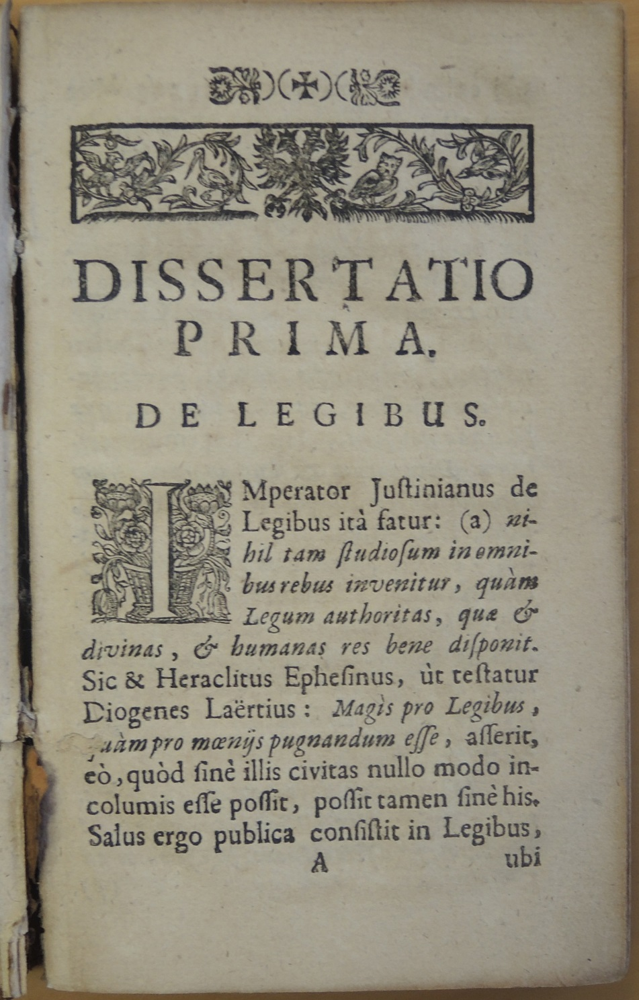 DISSERTATIO
PRIMA.
DE LEGIBUS.
IMperator Juſtinianus de
Legibus ità fatur: (a) ni-
hil tam ſtudioſum in omni-
bus rebus invenitur, quàm
Legum authoritas, quæ &
divinas, & humanas res bene diſponit.
Sic & Heraclitus Epheſinus, ùt teſtatur
Diogenes Laërtius: Magìs pro Legibus,
quàm pro mœnijs pugnandum eſſe, aſſerit,
eò, quòd ſinè illis civitas nullo modo in-
columis eſſe poſſit, poſſit tamen ſinè his.
Salus ergo publica conſiſtit in Legibus,
A
ubi